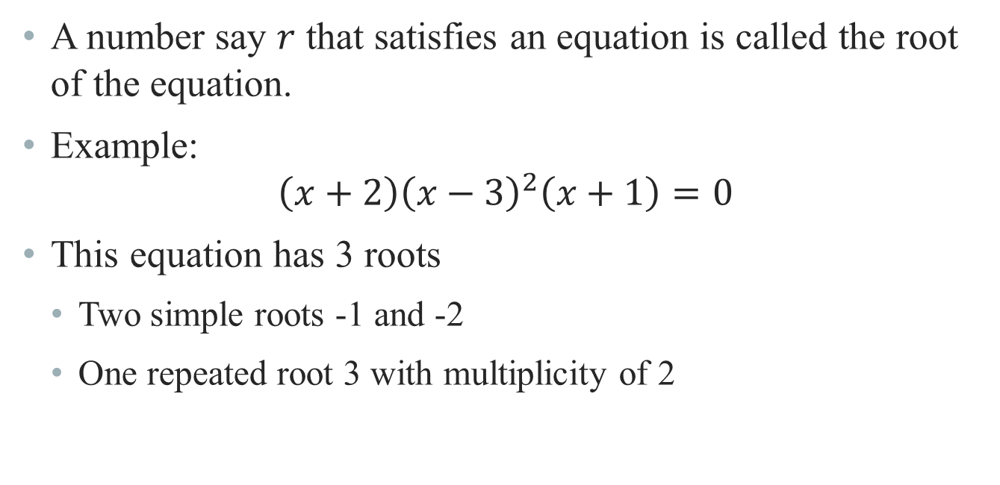 • A number say r that satisfies an equation is called the root
of the equation.
• Example:
(x + 2)(x − 3)²(x + 1) = 0
• This equation has 3 roots
• Two simple roots -1 and -2
• One repeated root 3 with multiplicity of 2